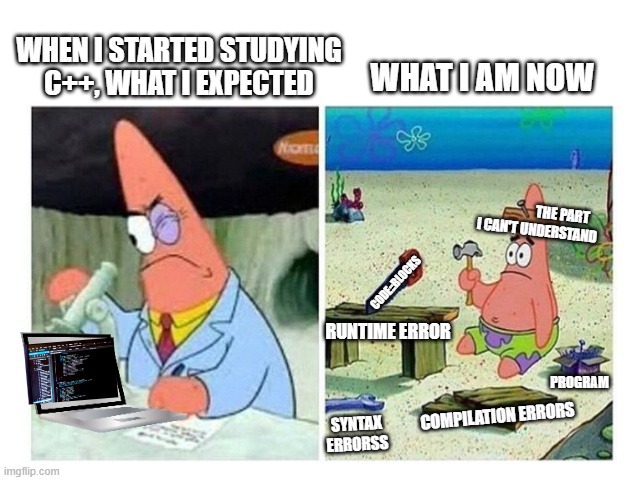 WHEN I STARTED STUDYING
C++, WHAT I EXPECTED
WHAT I AM NOW
THE PART
I CAN'T UNDERSTAND
CODE::BLOCKS
RUNTIME ERROR
PROGRAM
COMPILATION ERRORS
SYNTAX
ERRORSS
imgflip.com